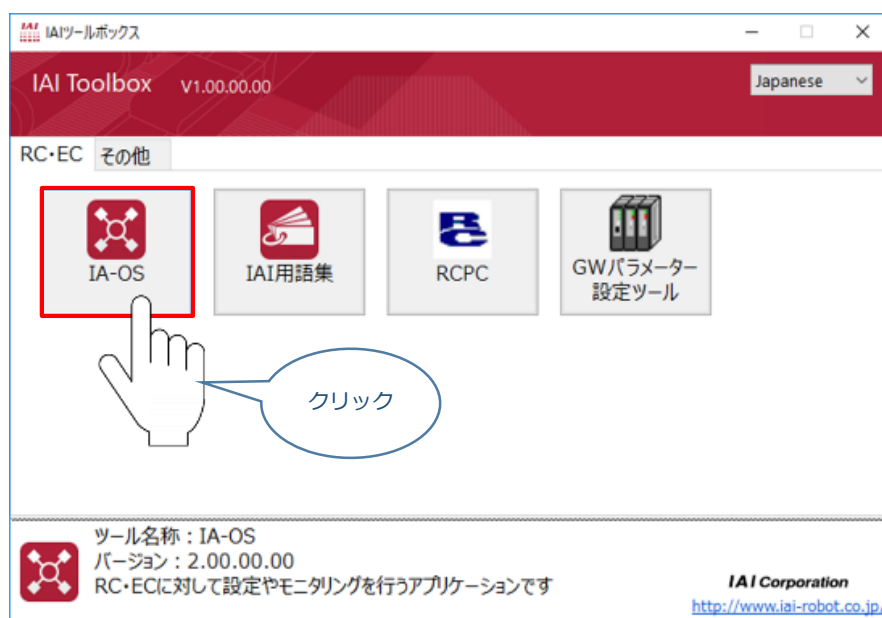 IAI IAIツールボックス
IAI Toolbox V1.00.00.00
Japanese
RC・EC その他
IA-OS
IAI用語集
RC
RCPC
GWパラメーター
設定ツール
クリック
ツール名称：IA-OS
バージョン：2.00.00.00
RC・ECに対して設定やモニタリングを行うアプリケーションです
IAI Corporation
http://www.iai-robot.co.jp/